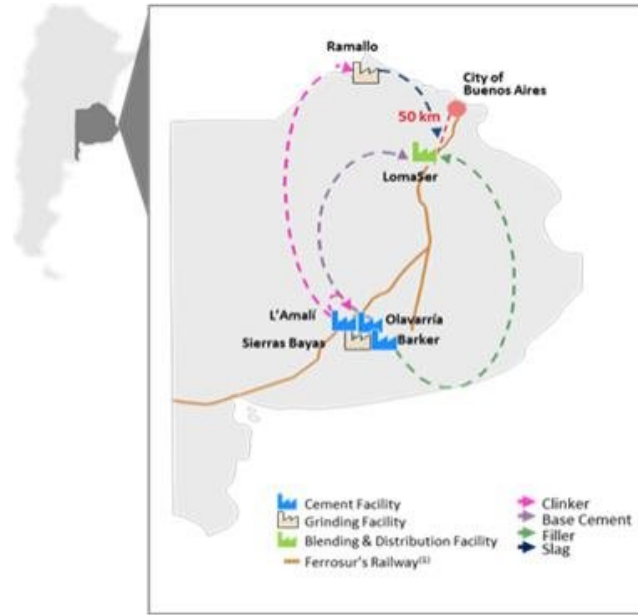 Ramallo
City of
Buenos Aires
50 km
LomaSer
L'Amalí
Olavarría
Sierras Bayas
Barker
Cement Facility
Grinding Facility
Blending & Distribution Facility
Ferrosur's Railway(1)
Clinker
Base Cement
Filler
Slag